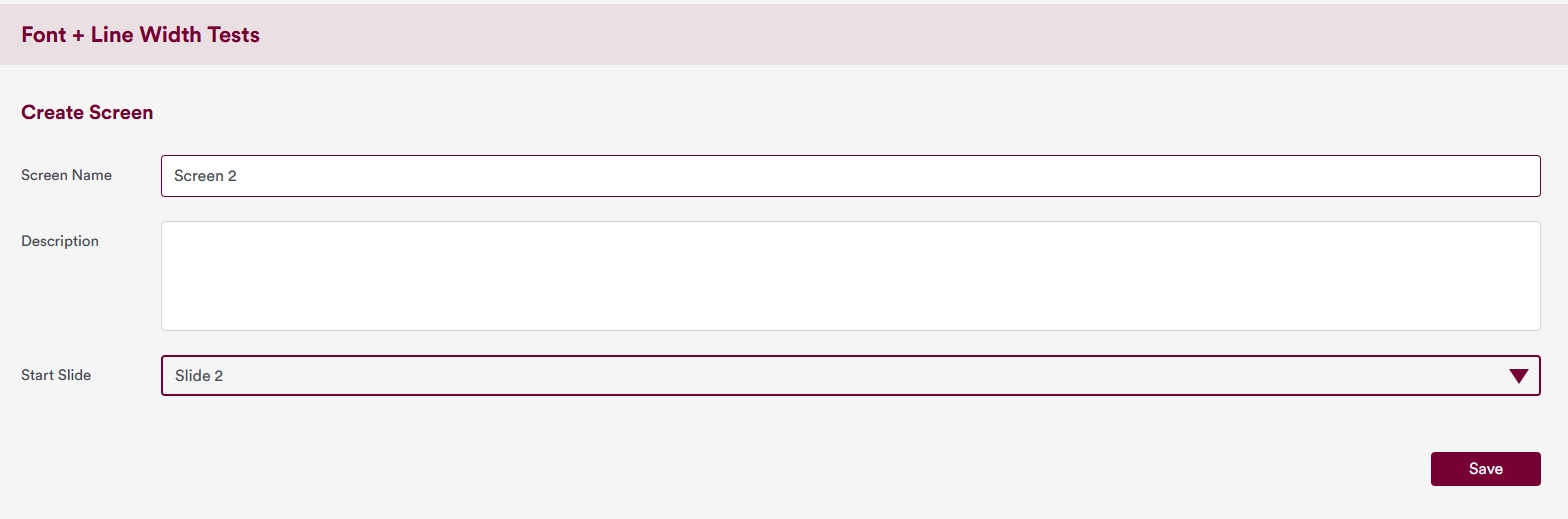 Font + Line Width Tests
Create Screen
Screen Name
Screen 2
Description
Start Slide
Slide 2
Save